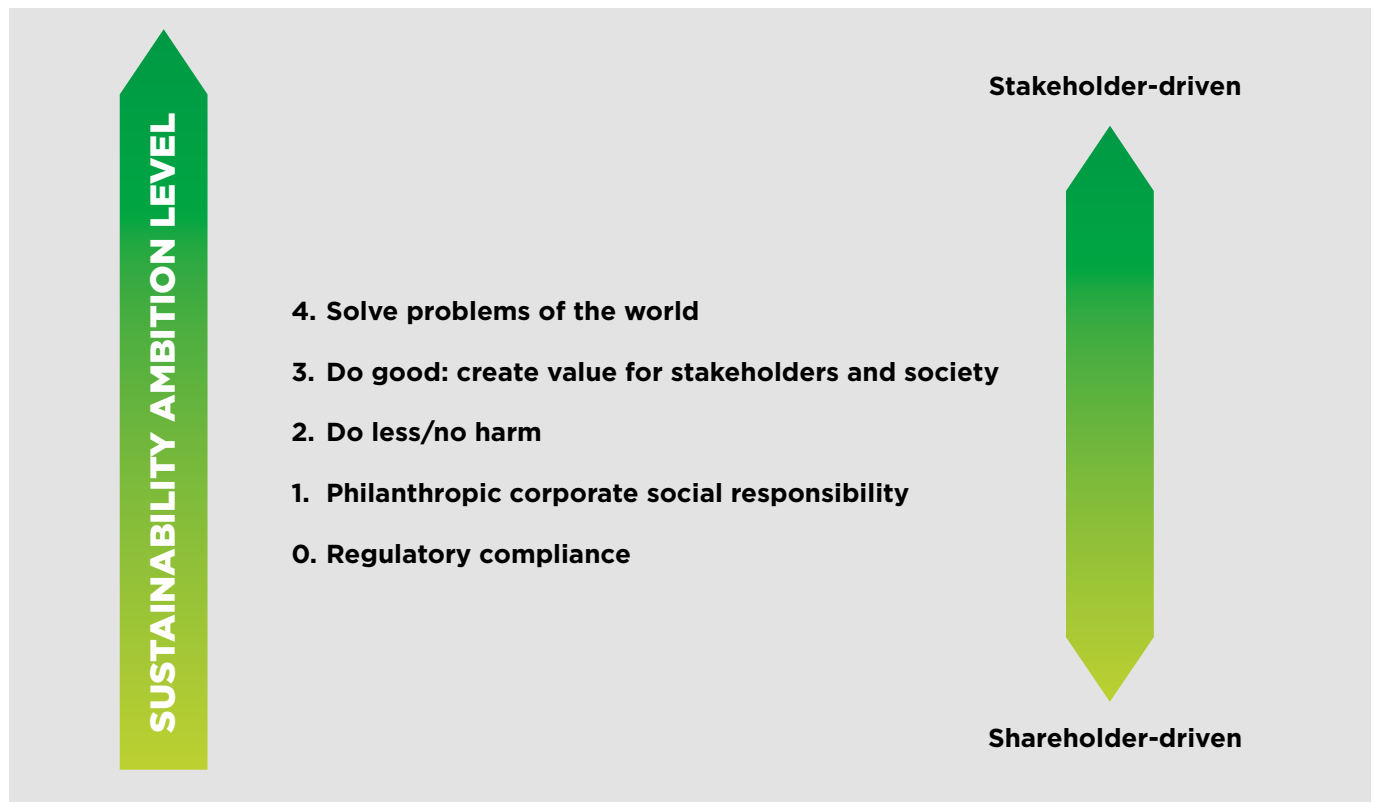 SUSTAINABILITY AMBITION LEVEL
Stakeholder-driven
4. Solve problems of the world
3. Do good: create value for stakeholders and society
2. Do less/no harm
1. Philanthropic corporate social responsibility
0. Regulatory compliance
Shareholder-driven